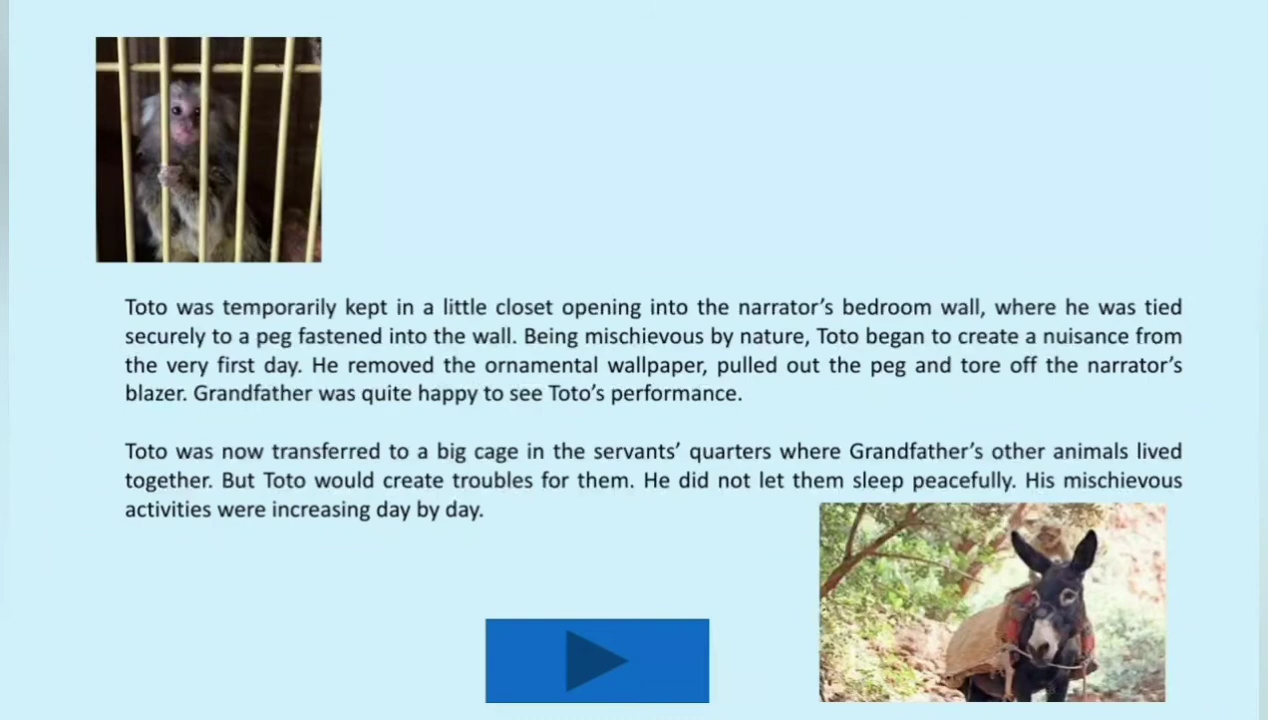 Toto was temporarily kept in a little closet opening into the narrator’s bedroom wall, where he was tied
securely to a peg fastened into the wall. Being mischievous by nature, Toto began to create a nuisance from
the very first day. He removed the ornamental wallpaper, pulled out the peg and tore off the narrator’s
blazer. Grandfather was quite happy to see Toto’s performance.
Toto was now transferred to a big cage in the servants’ quarters where Grandfather’s other animals lived
together. But Toto would create troubles for them. He did not let them sleep peacefully. His mischievous
activities were increasing day by day.